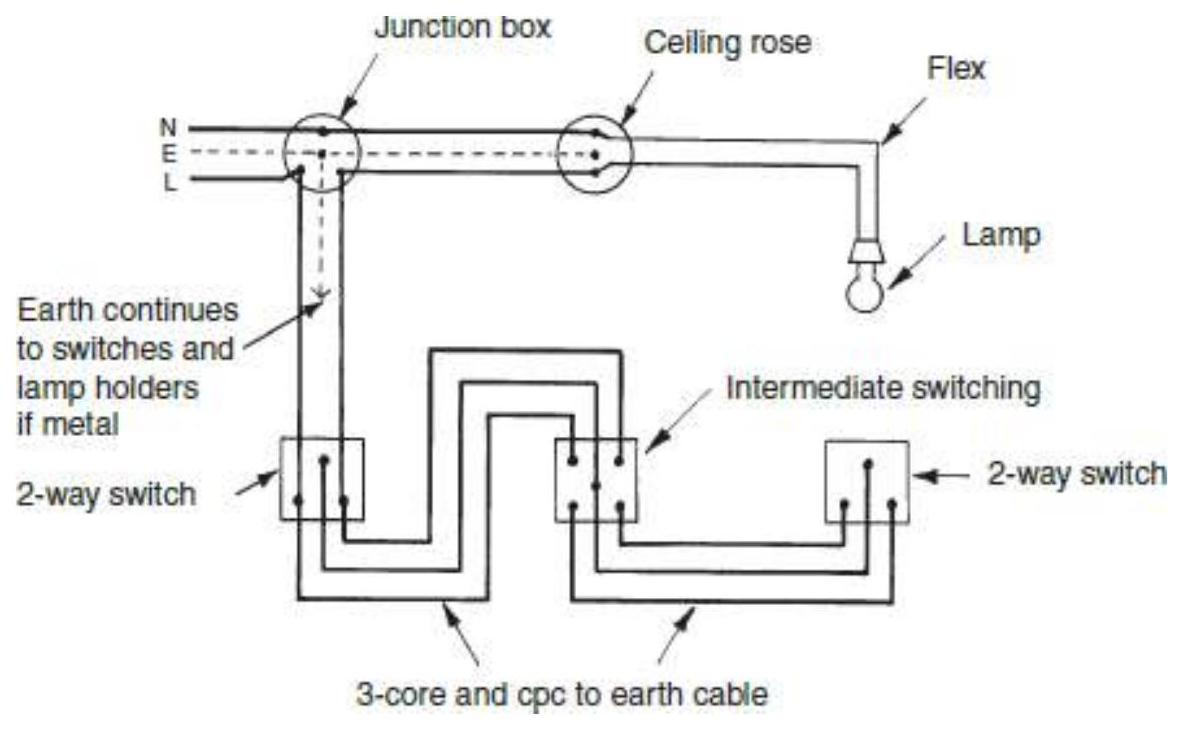 Junction box
Ceiling rose
Flex
N
E
L
Lamp
Earth continues
to switches and
lamp holders
if metal
Intermediate switching
2-way switch
2-way switch
3-core and cpc to earth cable